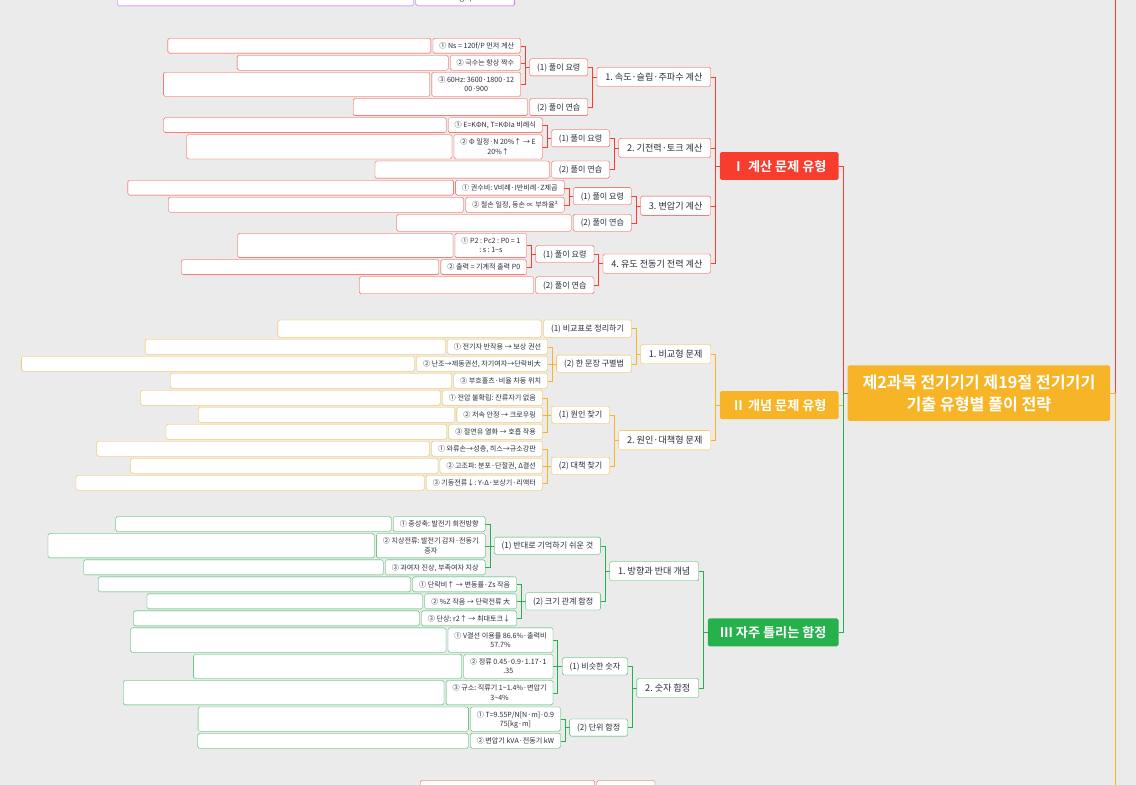 제2과목 전기기기 제19절 전기기기
기출 유형별 풀이 전략
Ⅰ 계산 문제 유형
1. 속도·슬립·주파수 계산
(1) 풀이 요령
① Ns = 120f/P 먼저 계산
② 극수는 항상 짝수
③ 60Hz: 3600·1800·12
00·900
(2) 풀이 연습
2. 기전력·토크 계산
(1) 풀이 요령
① E=KΦN, T=KΦIa 비례식
② Φ 일정·N 20%↑ → E
20%↑
(2) 풀이 연습
3. 변압기 계산
(1) 풀이 요령
① 권수비: V비례·I반비례·Z제곱
② 철손 일정, 동손 ∝ 부하율²
(2) 풀이 연습
4. 유도 전동기 전력 계산
(1) 풀이 요령
① P2 : Pc2 : P0 = 1
: s : 1−s
② 출력 = 기계적 출력 P0
(2) 풀이 연습
Ⅱ 개념 문제 유형
1. 비교형 문제
(1) 비교표로 정리하기
(2) 한 문장 구별법
① 전기자 반작용 → 보상 권선
② 난조→제동권선, 자기여자→단락비大
③ 부흐홀츠·비율 차동 위치
2. 원인·대책형 문제
(1) 원인 찾기
① 전압 불확립: 잔류자기 없음
② 저속 안정 → 크로우링
③ 절연유 열화 → 호흡 작용
(2) 대책 찾기
① 와류손→성층, 히스→규소강판
② 고조파: 분포·단절권, Δ결선
③ 기동전류↓: Y-Δ·보상기·리액터
Ⅲ 자주 틀리는 함정
1. 방향과 반대 개념
(1) 반대로 기억하기 쉬운 것
① 중성축: 발전기 회전방향
② 지상전류: 발전기 감자·전동기
증자
③ 과여자 진상, 부족여자 지상
(2) 크기 관계 함정
① 단락비↑ → 변동률·Zs 작음
② %Z 작음 → 단락전류 大
③ 단상: r2↑ → 최대토크↓
2. 숫자 함정
(1) 비슷한 숫자
① V결선 이용률 86.6%·출력비
57.7%
② 정류 0.45·0.9·1.17·1
.35
③ 규소: 직류기 1~1.4%·변압기
3~4%
(2) 단위 함정
① T=9.55P/N[N·m]·0.9
75[kg·m]
② 변압기 kVA·전동기 kW